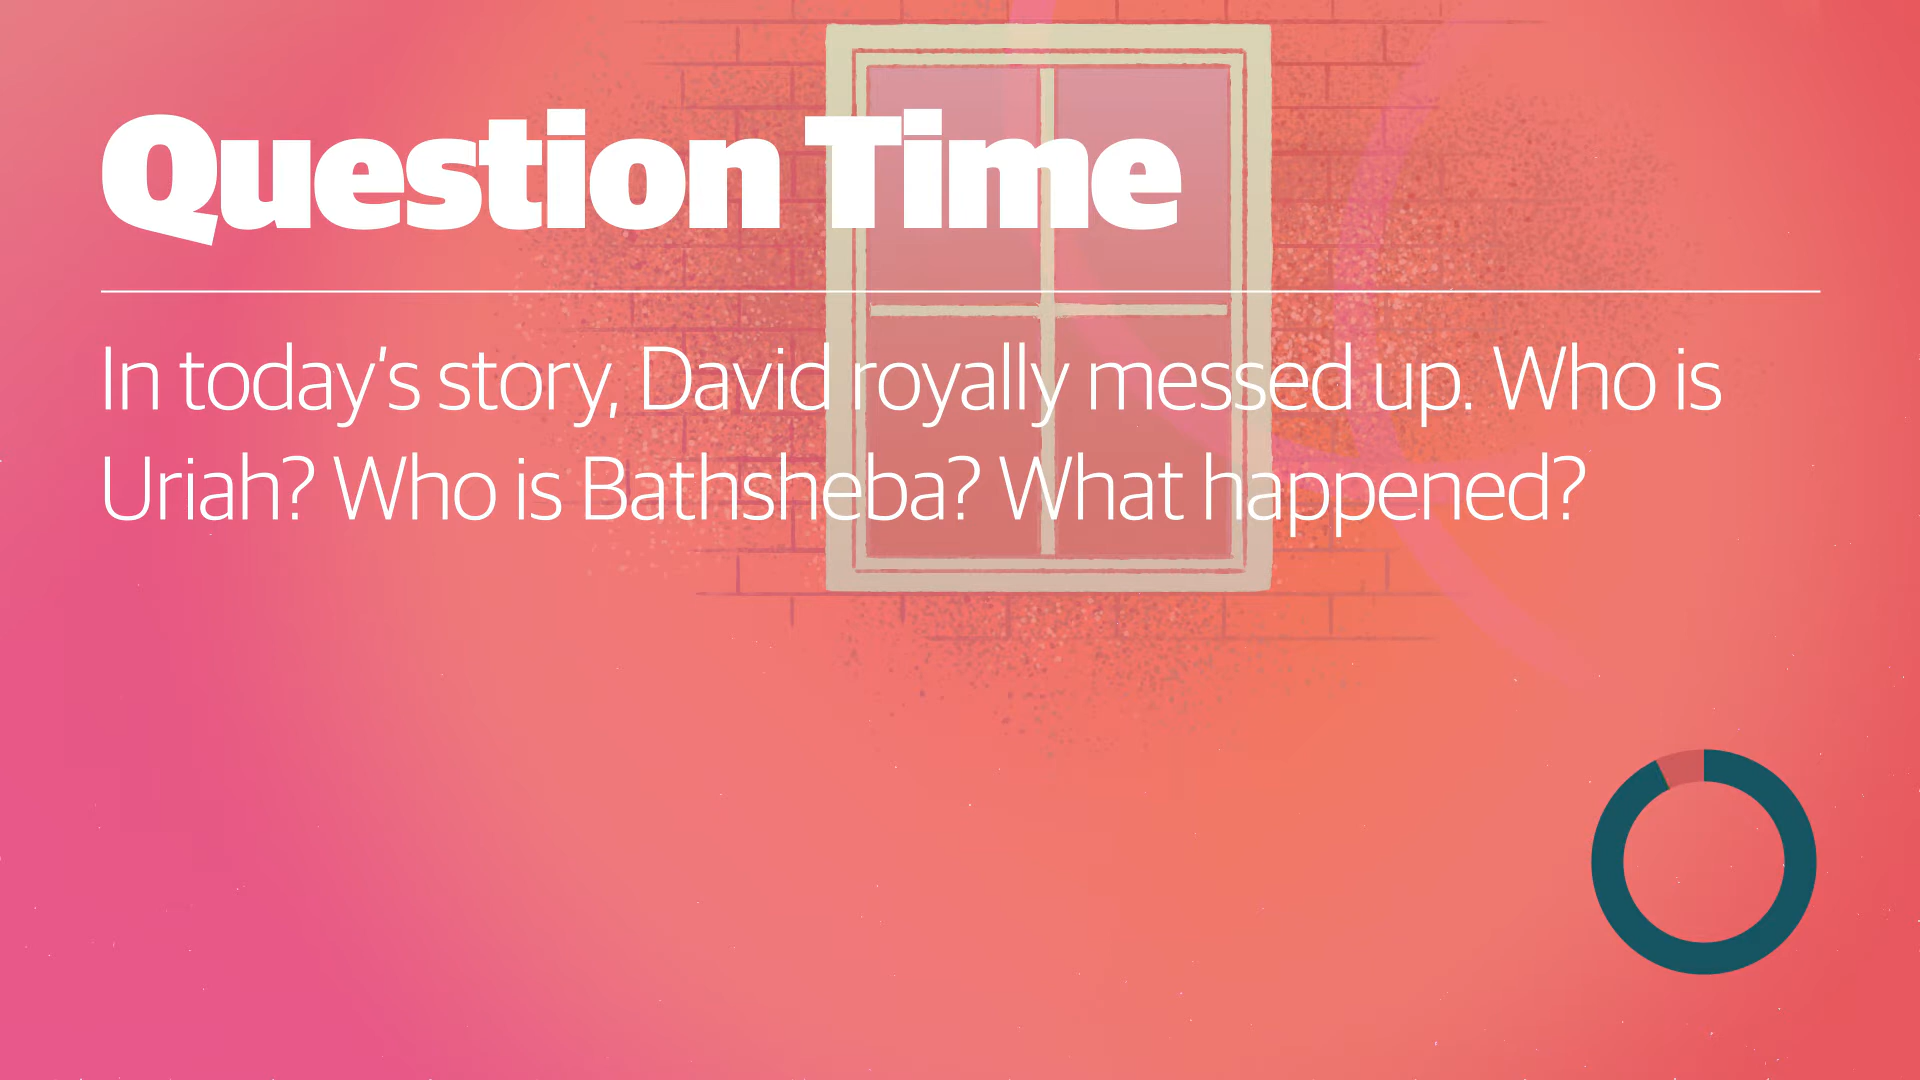 Question Time
In today’s story, David royally messed up. Who is
Uriah? Who is Bathsheba? What happened?